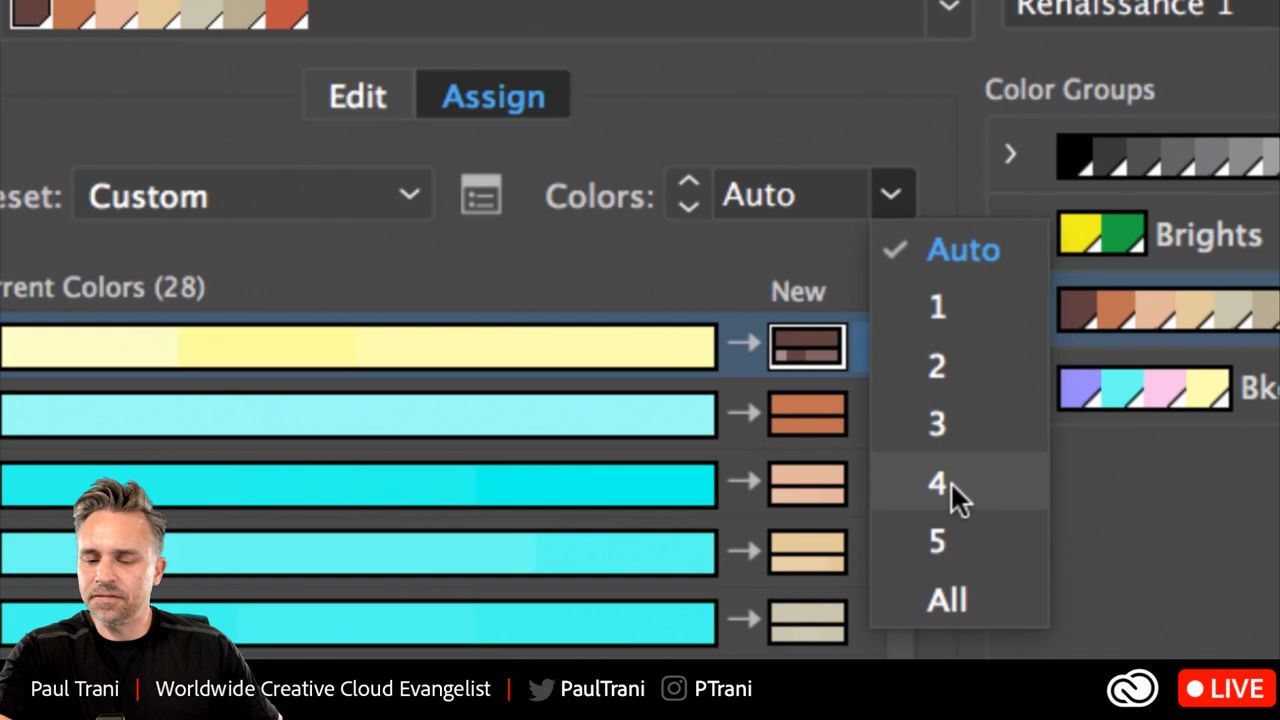 Renaissance 1
Edit
Assign
Color Groups
eset:
Custom
Colors:
Auto
Auto
Brights
rrent Colors (28)
New
1
2
Bk
3
4
5
All
Paul Trani | Worldwide Creative Cloud Evangelist | PaulTrani PTrani
LIVE